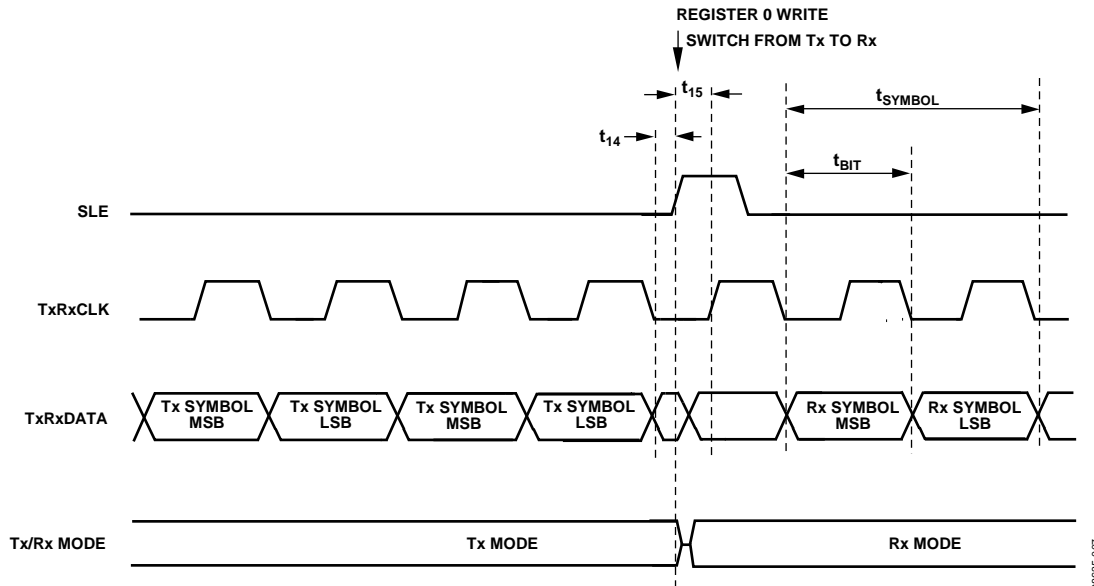 REGISTER 0 WRITE
SWITCH FROM Tx TO Rx
t15
tSYMBOL
t14
tBIT
SLE
TxRxCLK
TxRxDATA
Tx SYMBOL
MSB
Tx SYMBOL
LSB
Tx SYMBOL
MSB
Tx SYMBOL
LSB
Rx SYMBOL
MSB
Rx SYMBOL
LSB
Tx/Rx MODE
Tx MODE
Rx MODE